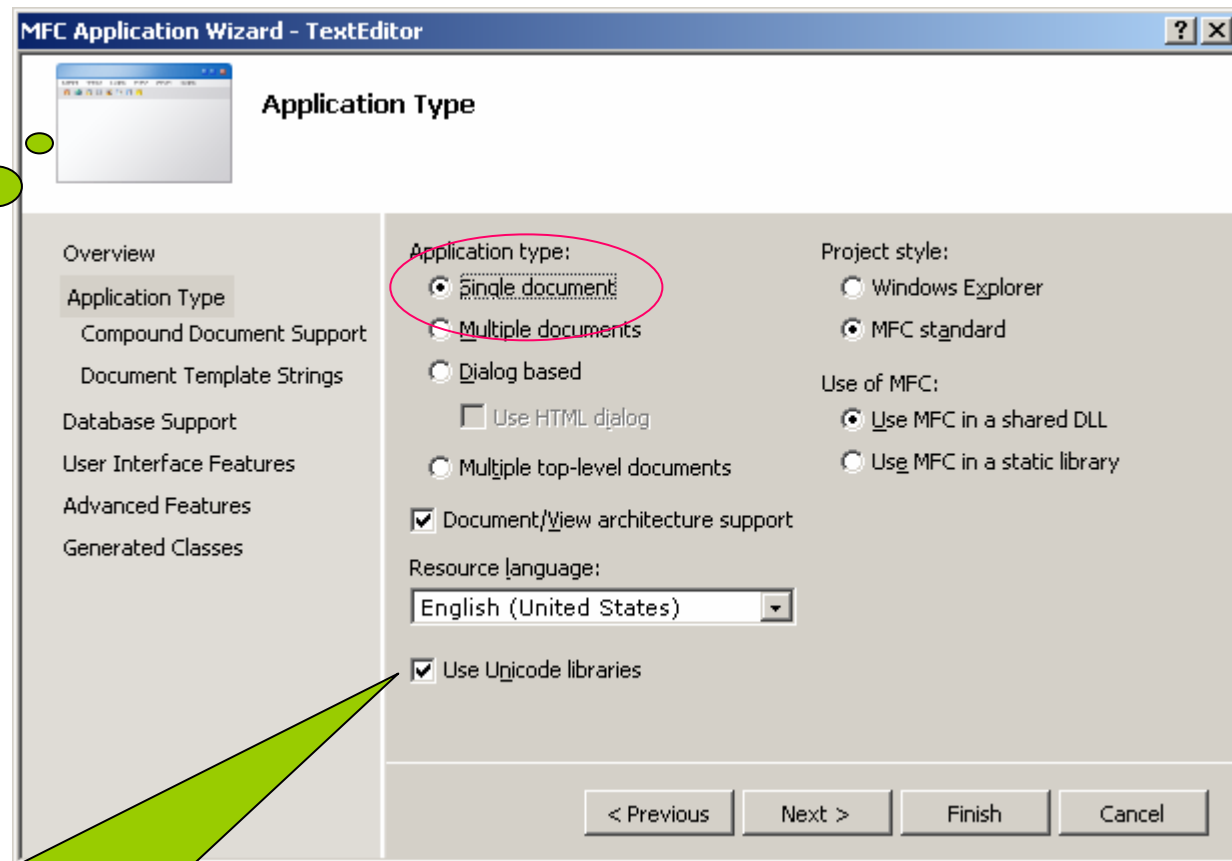 MFC Application Wizard - TextEditor
Application Type
Overview
Application Type
Compound Document Support
Document Template Strings
Database Support
User Interface Features
Advanced Features
Generated Classes
Application type:
Single document
Multiple documents
Dialog based
Use HTML dialog
Multiple top-level documents
Document/View architecture support
Resource language:
English (United States)
Use Unicode libraries
Project style:
Windows Explorer
MFC standard
Use of MFC:
Use MFC in a shared DLL
Use MFC in a static library
< Previous
Next >
Finish
Cancel